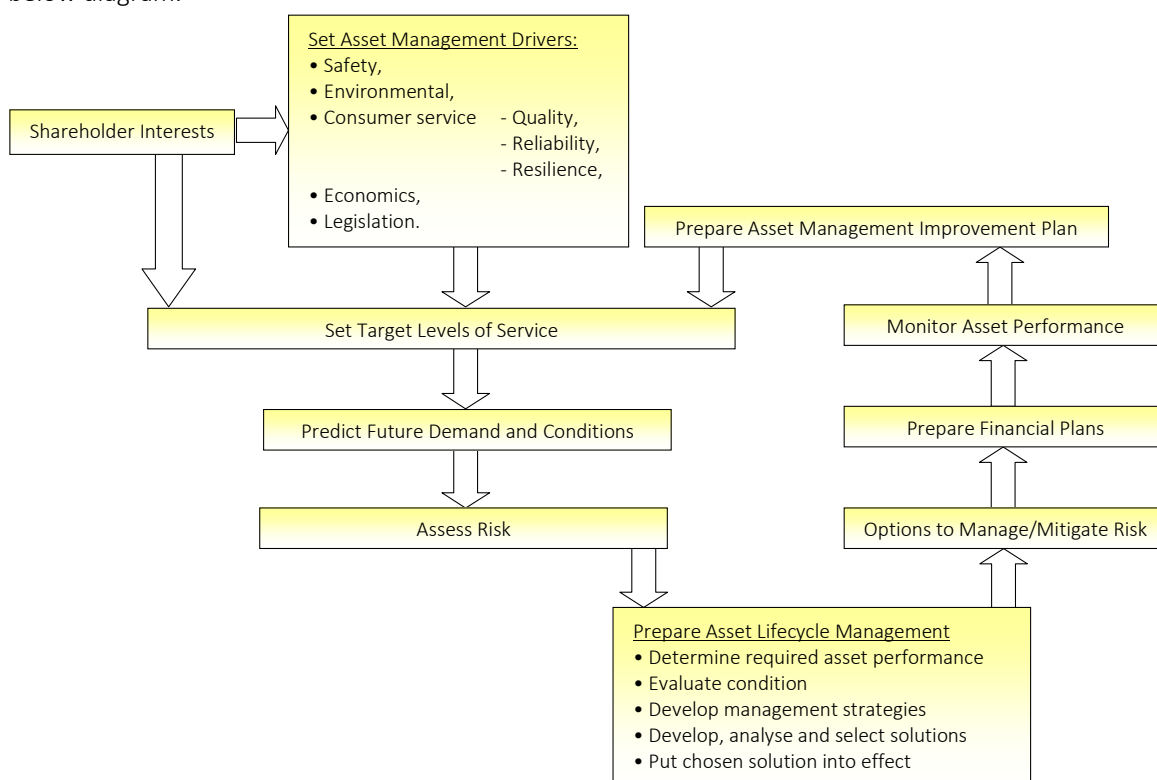 below diagram.
Set Asset Management Drivers:
• Safety,
• Environmental,
• Consumer service - Quality,
- Reliability,
- Resilience,
• Economics,
• Legislation.
Shareholder Interests
Prepare Asset Management Improvement Plan
Set Target Levels of Service
Monitor Asset Performance
Predict Future Demand and Conditions
Prepare Financial Plans
Assess Risk
Options to Manage/Mitigate Risk
Prepare Asset Lifecycle Management
• Determine required asset performance
• Evaluate condition
• Develop management strategies
• Develop, analyse and select solutions
• Put chosen solution into effect